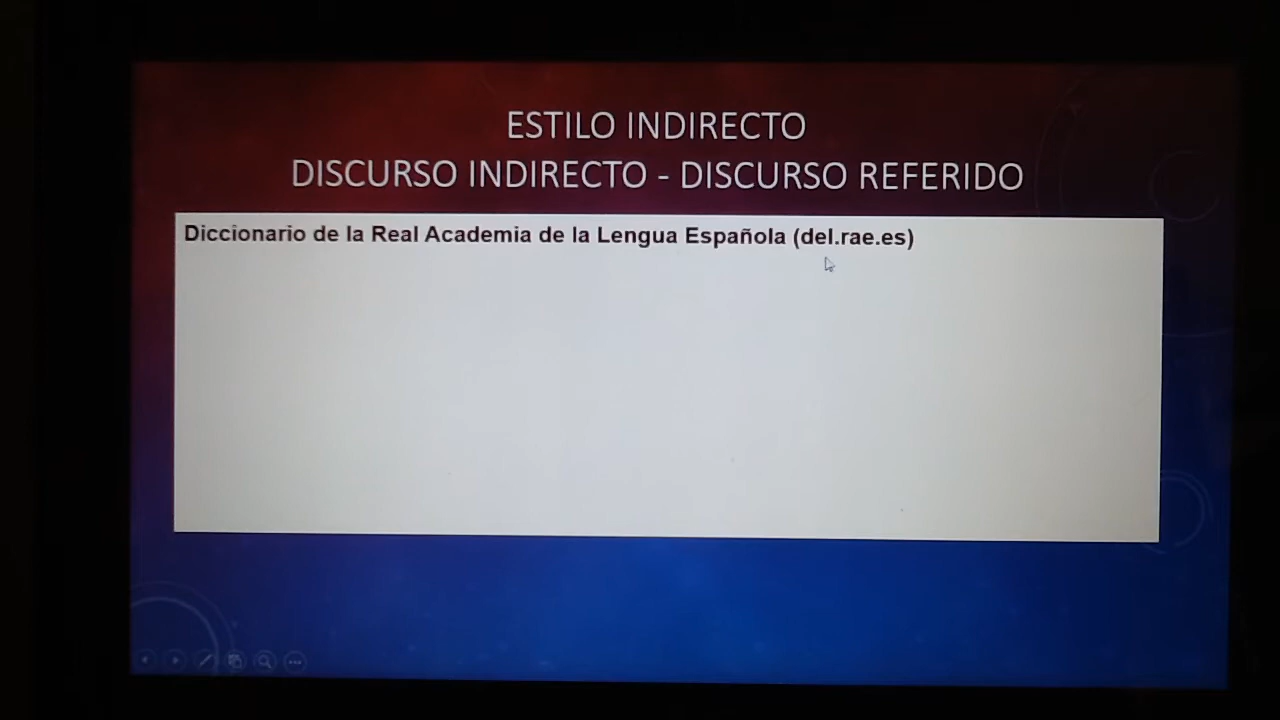 ESTILO INDIRECTO
DISCURSO INDIRECTO - DISCURSO REFERIDO
Diccionario de la Real Academia de la Lengua Española (del.rae.es)